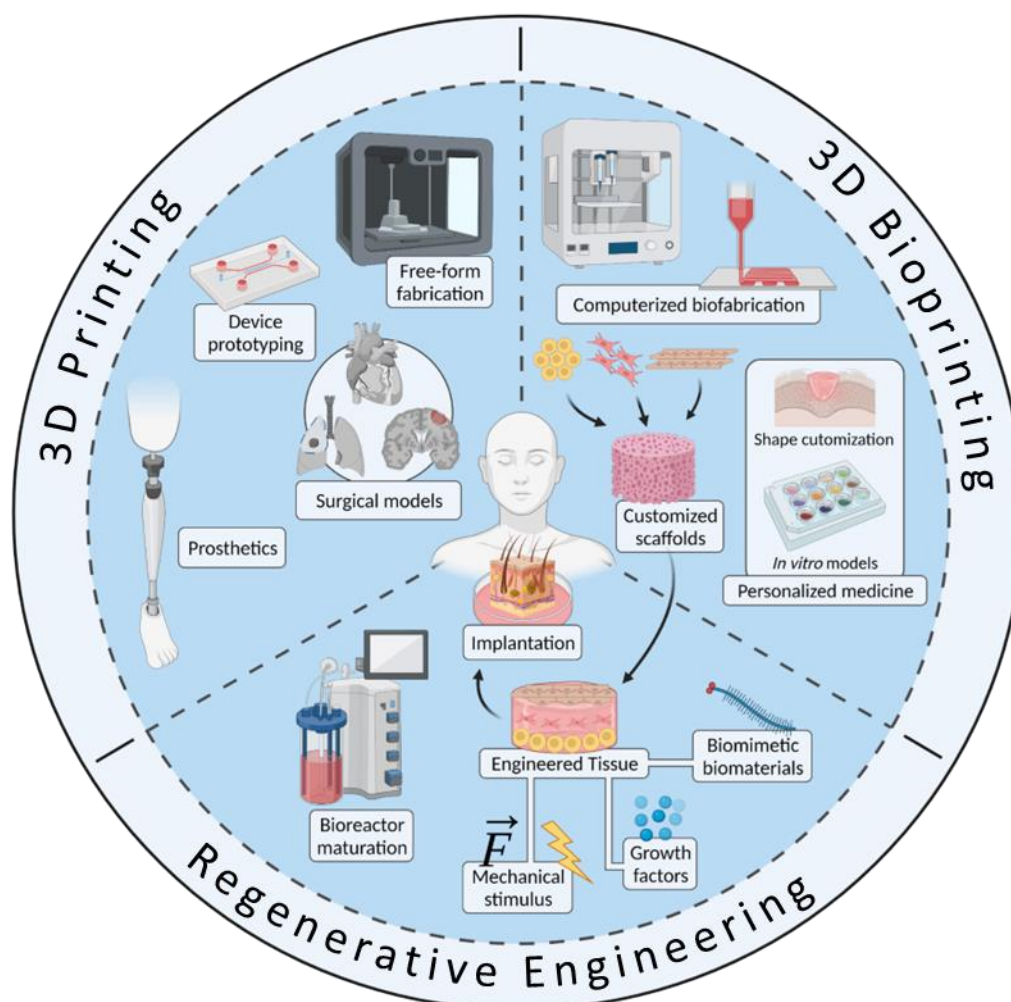 3D Printing
3D Bioprinting
Free-form
fabrication
Device
prototyping
Surgical models
Prosthetics
Computerized biofabrication
Shape cutomization
In vitro models
Personalized medicine
Customized
scaffolds
Implantation
Engineered Tissue
Biomimetic
biomaterials
Bioreactor
maturation
F
Mechanical
stimulus
Growth
factors
Regenerative Engineering